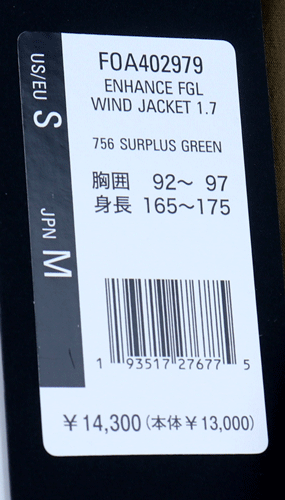 US/EU S
JPN M
FOA402979
ENHANCE FGL
WIND JACKET 1.7
756 SURPLUS GREEN
胸囲 92～ 97
身長 165～175
1 93517 27677 5
￥14,300(本体￥13,000)